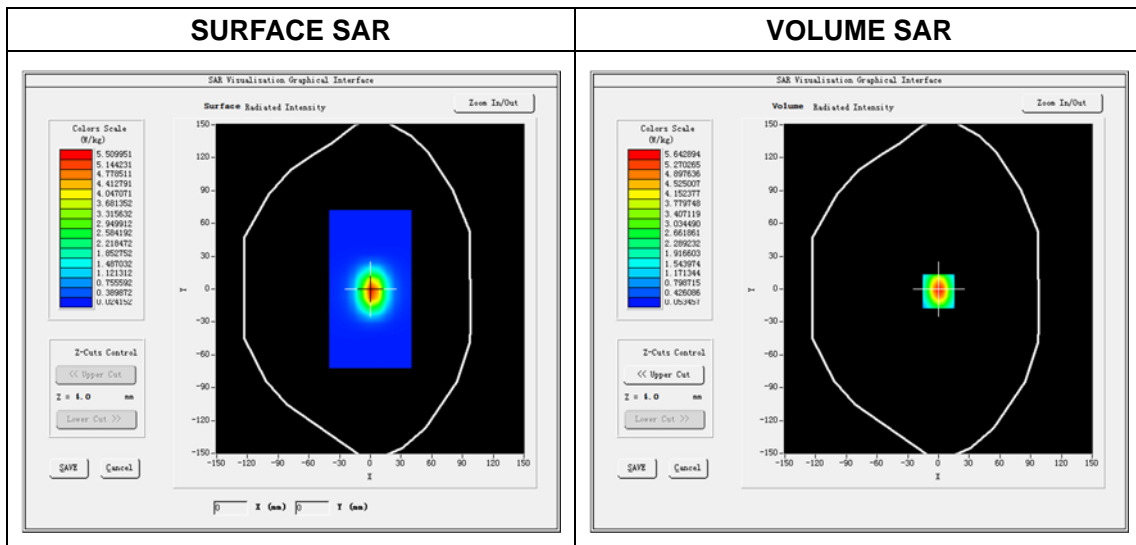 SURFACE SAR
SAR Visualisation Graphical Interface
Surface Radiated Intensity
Zoom In/Out
Colors Scale
(W/kg)
5.509951
5.144231
4.778511
4.412791
4.047071
3.681352
3.315632
2.949912
2.584192
2.218472
1.852752
1.487032
1.121312
0.755592
0.389872
0.024152
150
120
90
60
30
0
-30
-60
-90
-120
-150
Y
-150 -120 -90 -60 -30 0 30 60 90 120 150
X
Z-Cuts Control
<< Upper Cut
Z = 4.0 mm
Lower Cut >>
SAVE Cancel
0 X (mm) 0 Y (mm)
VOLUME SAR
SAR Visualisation Graphical Interface
Volume Radiated Intensity
Zoom In/Out
Colors Scale
(W/kg)
5.642894
5.270265
4.897636
4.525007
4.152377
3.779748
3.407119
3.034490
2.661861
2.289232
1.916603
1.543974
1.171344
0.798715
0.426086
0.053457
150
120
90
60
30
0
-30
-60
-90
-120
-150
Y
-150 -120 -90 -60 -30 0 30 60 90 120 150
X
Z-Cuts Control
<< Upper Cut
Z = 4.0 mm
Lower Cut >>
SAVE Cancel